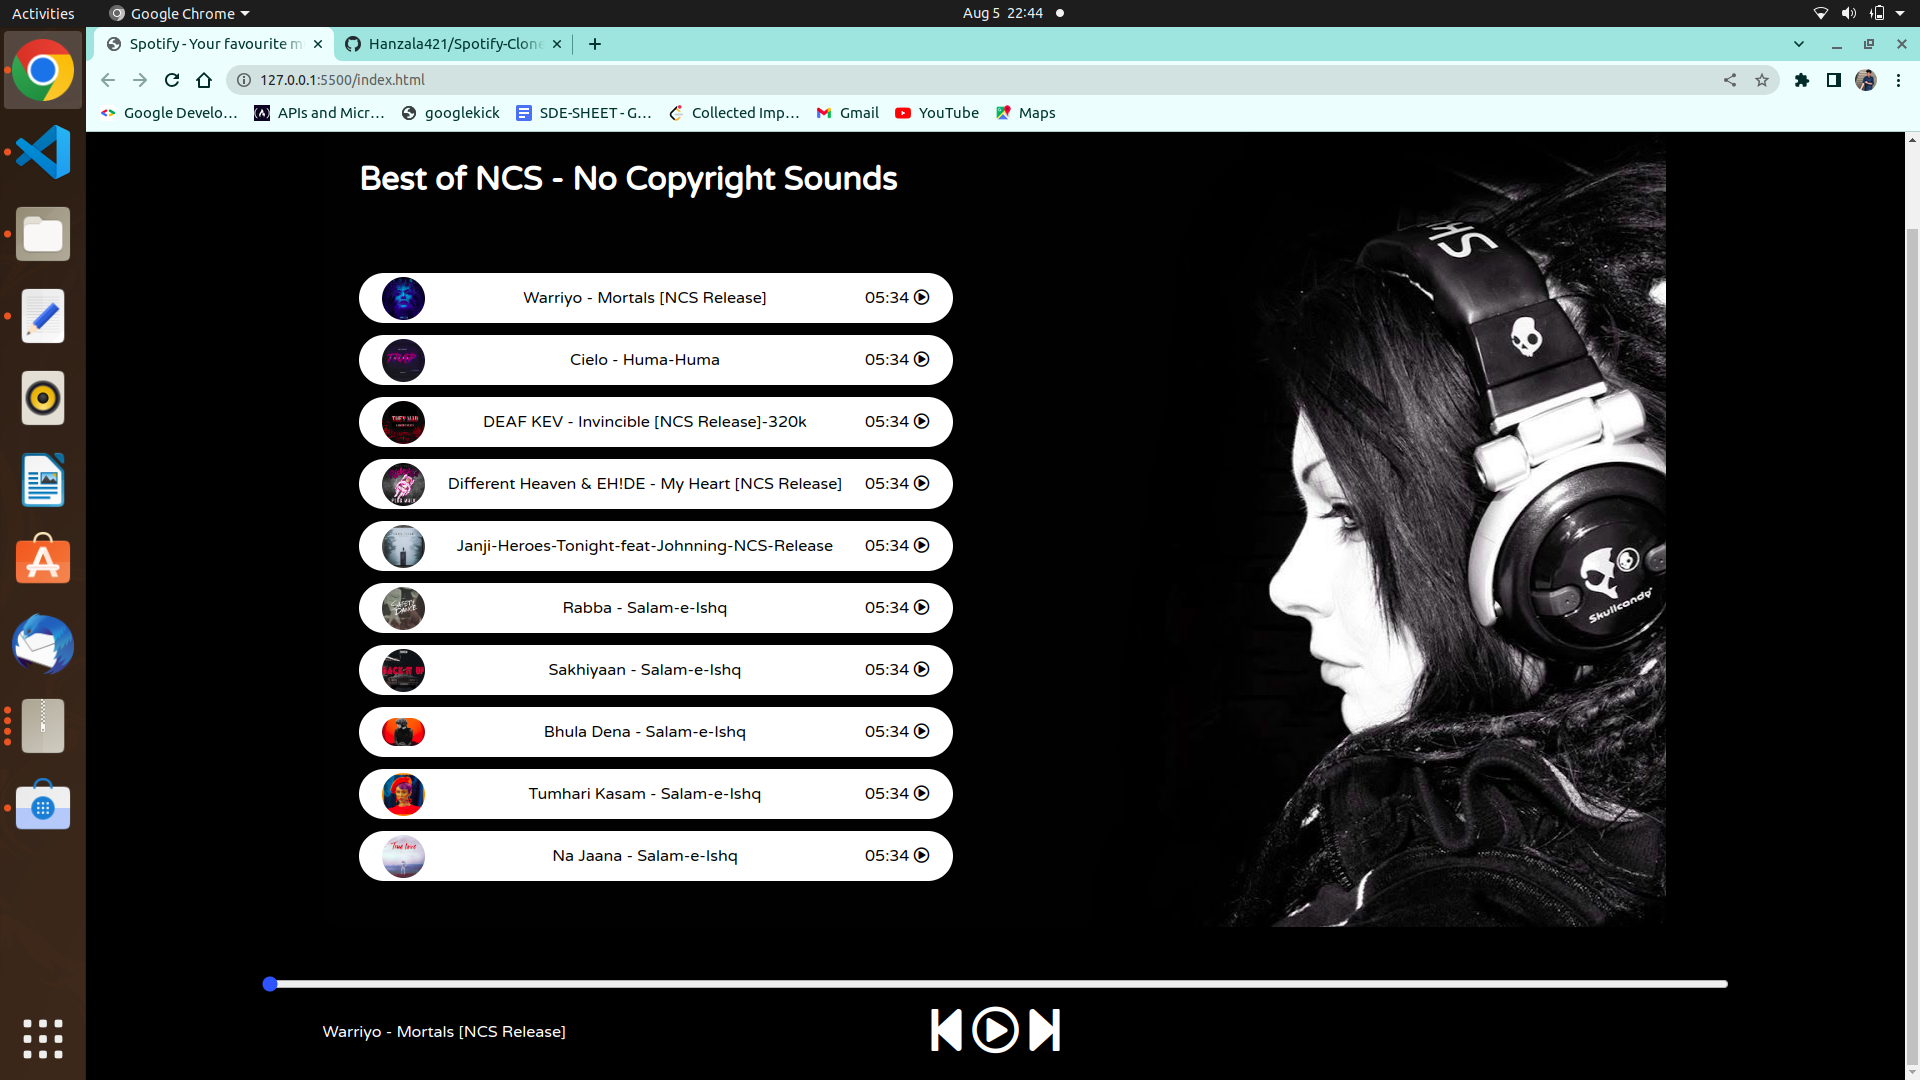 Activities Google Chrome Aug 5 22:44
Spotify - Your favourite m Hanzala421/Spotify-Clone
127.0.0.1:5500/index.html
Google Develo… APIs and Micr… googlekick SDE-SHEET - G… Collected Imp… Gmail YouTube Maps
Best of NCS - No Copyright Sounds
Warriyo - Mortals [NCS Release] 05:34
Cielo - Huma-Huma 05:34
DEAF KEV - Invincible [NCS Release]-320k 05:34
Different Heaven & EH!DE - My Heart [NCS Release] 05:34
Janji-Heroes-Tonight-feat-Johnning-NCS-Release 05:34
Rabba - Salam-e-Ishq 05:34
Sakhiyaan - Salam-e-Ishq 05:34
Bhula Dena - Salam-e-Ishq 05:34
Tumhari Kasam - Salam-e-Ishq 05:34
Na Jaana - Salam-e-Ishq 05:34
Skullcandy
Warriyo - Mortals [NCS Release]